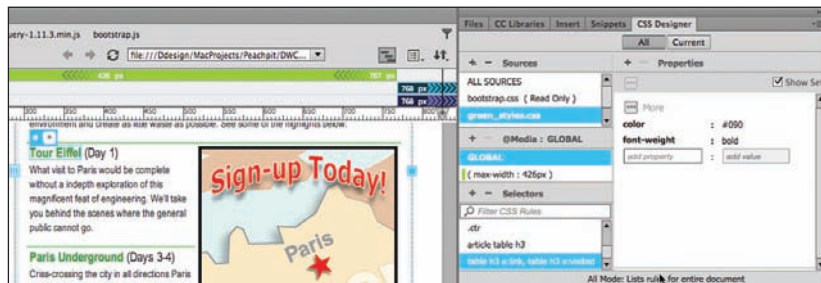 uery-1.11.3.min.js bootstrap.js
file:///Ddesign/MacProjects/Peachpit/DWC...
426 px
767 px
768 px
768 px
300 350 400 450 500 550 600 650 700 750 800
environment and create as little waste as possible. See some of the highlights below.
Tour Eiffel (Day 1)
What visit to Paris would be complete
without a indepth exploration of this
magnificent feat of engineering. We'll take
you behind the scenes where the general
public cannot go.
Paris Underground (Days 3-4)
Criss-crossing the city in all directions Paris
Sign-up Today!
Paris
Files CC Libraries Insert Snippets CSS Designer
All Current
+ − Sources
ALL SOURCES
bootstrap.css ( Read Only )
green_styles.css
+ − @Media : GLOBAL
GLOBAL
( max-width : 426px )
+ − Selectors
Filter CSS Rules
.ctr
article table h3
table h3 a:link, table h3 a:visited
+ − Properties
Show Set
More
color : #090
font-weight : bold
add property : add value
All Mode: Lists rules for entire document